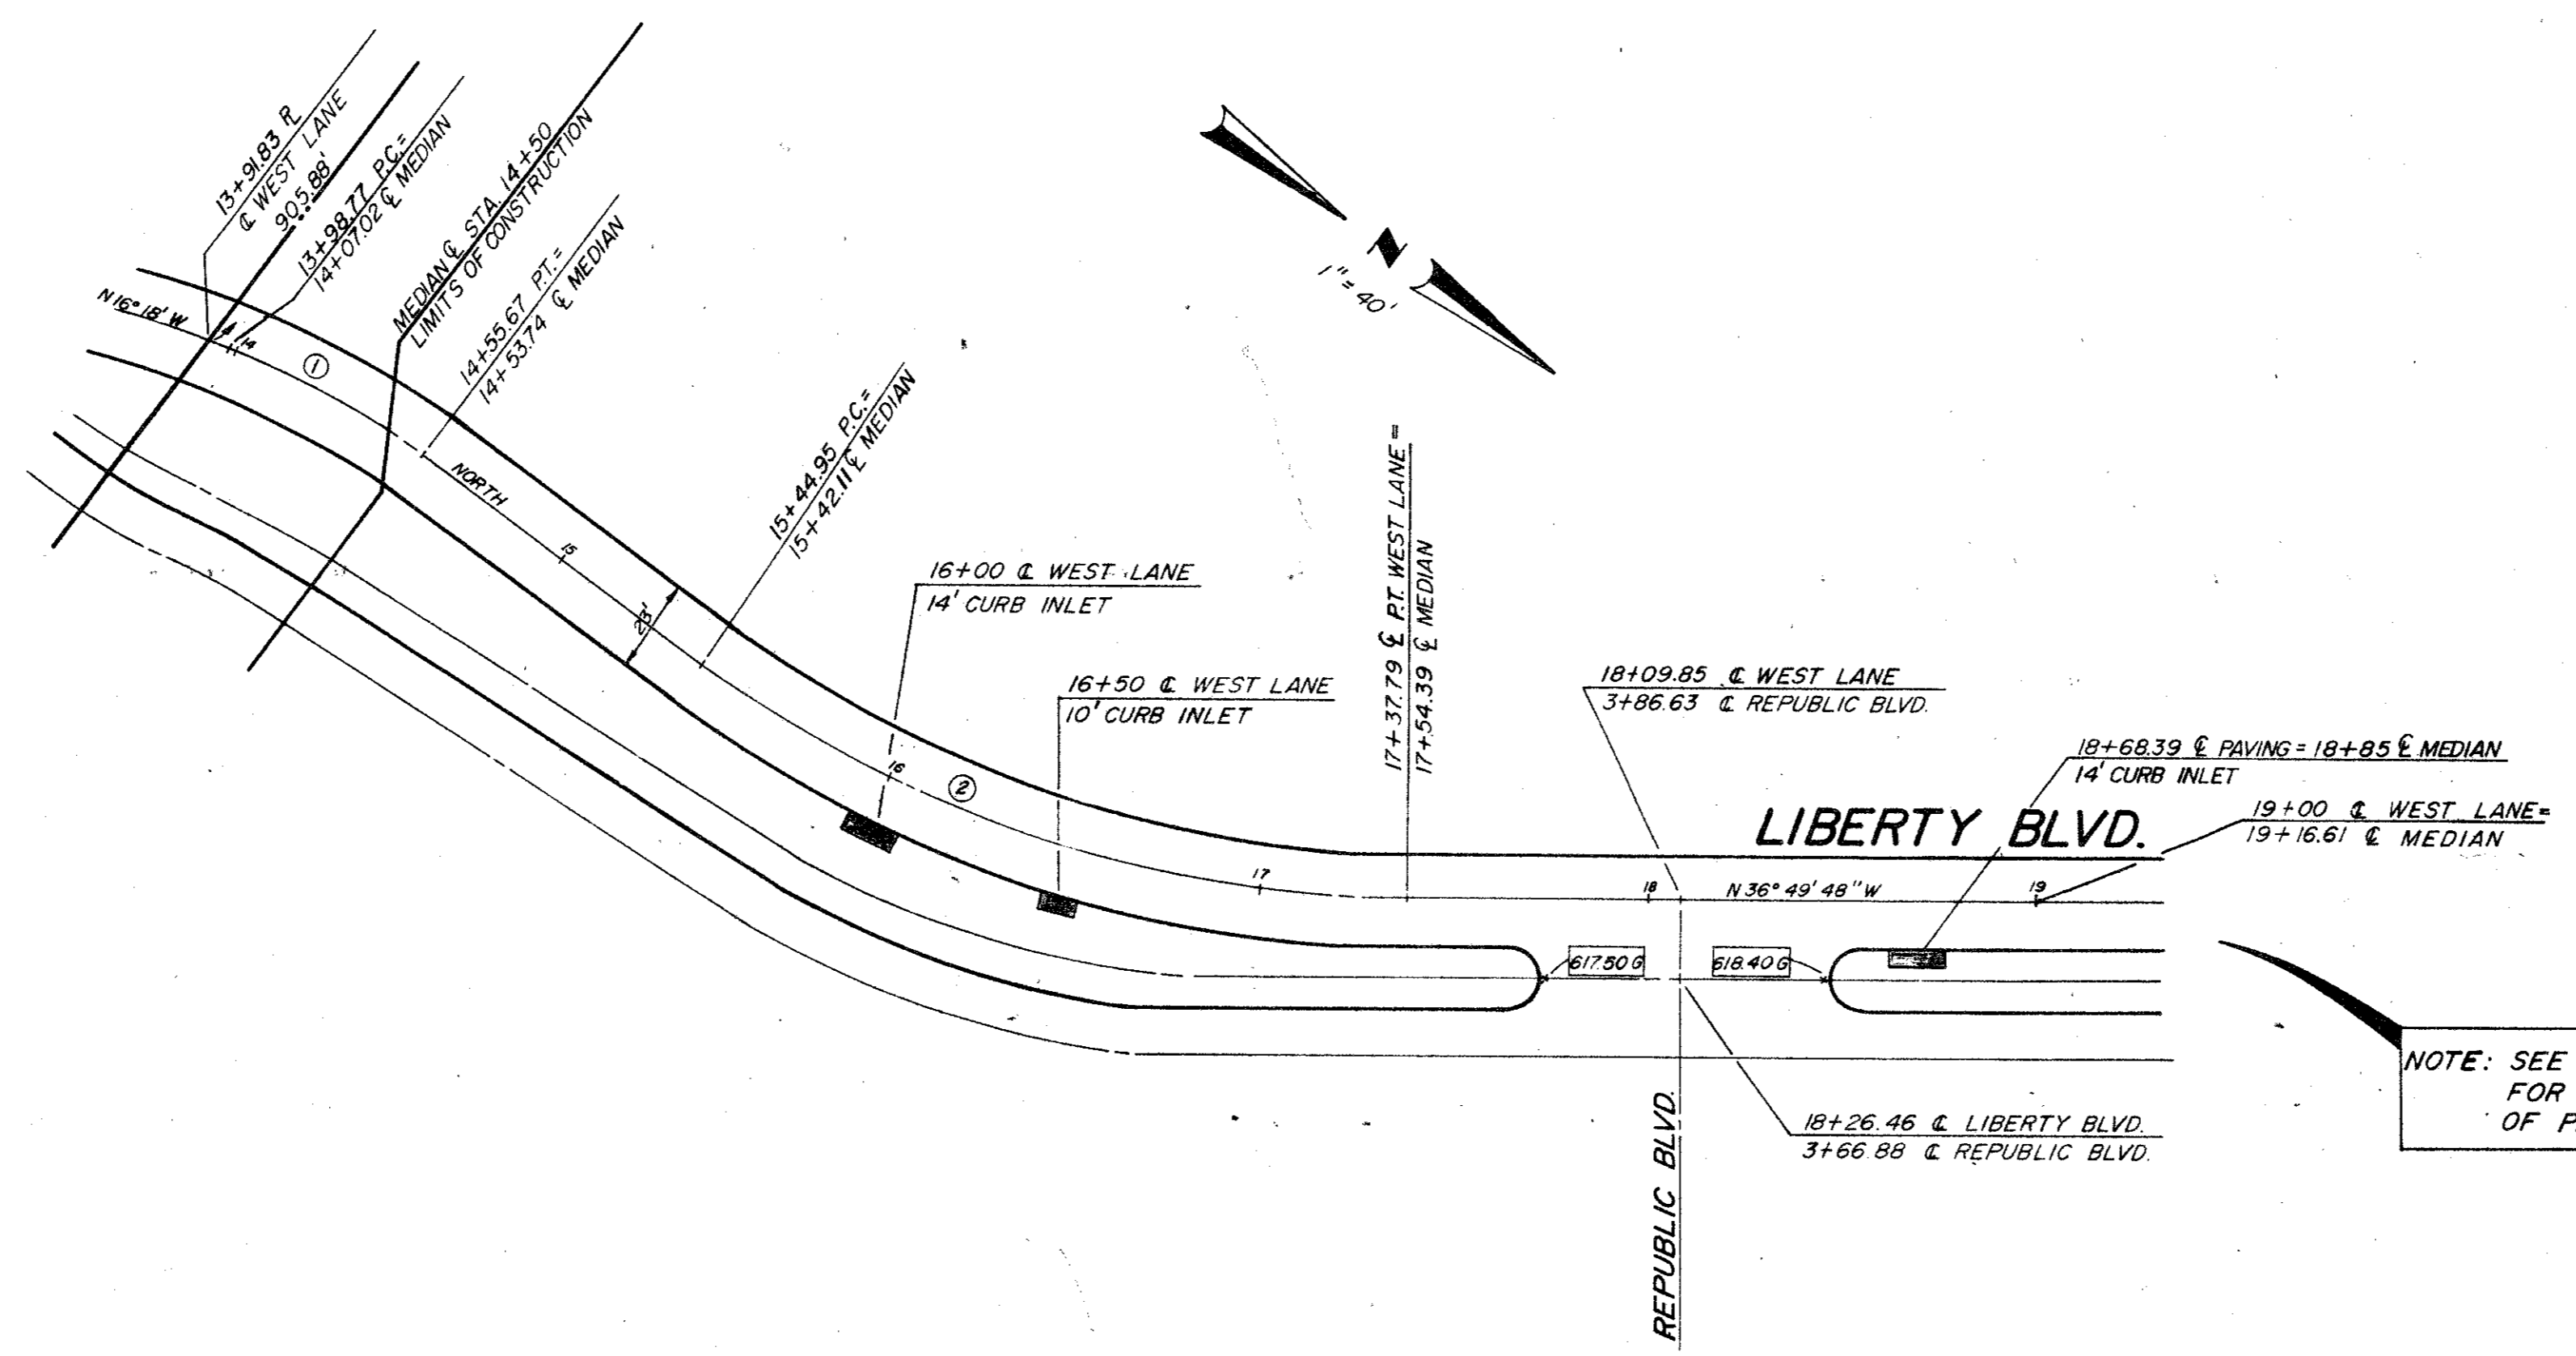 13+91.83 ⅊
℄ WEST LANE
905.88'
13+98.77 P.C.=
14+07.02 ℄ MEDIAN
MEDIAN ℄ STA. 14+50
LIMITS OF CONSTRUCTION
14+55.67 P.T.=
14+53.74 ℄ MEDIAN
N 16° 18' W
14
1
NORTH
15
15+44.95 P.C.=
15+42.11 ℄ MEDIAN
23'
N
1"=40'
16+00 ℄ WEST LANE
14' CURB INLET
16+50 ℄ WEST LANE
10' CURB INLET
16
2
17
17+37.79 ℄ P.T. WEST LANE =
17+54.39 ℄ MEDIAN
18+09.85 ℄ WEST LANE
3+86.63 ℄ REPUBLIC BLVD.
18+68.39 ℄ PAVING = 18+85 ℄ MEDIAN
14' CURB INLET
19+00 ℄ WEST LANE=
19+16.61 ℄ MEDIAN
LIBERTY BLVD.
18
N 36° 49' 48" W
19
617.50 G
618.40 G
18+26.46 ℄ LIBERTY BLVD.
3+66.88 ℄ REPUBLIC BLVD.
REPUBLIC BLVD.
NOTE: SEE
FOR
OF P